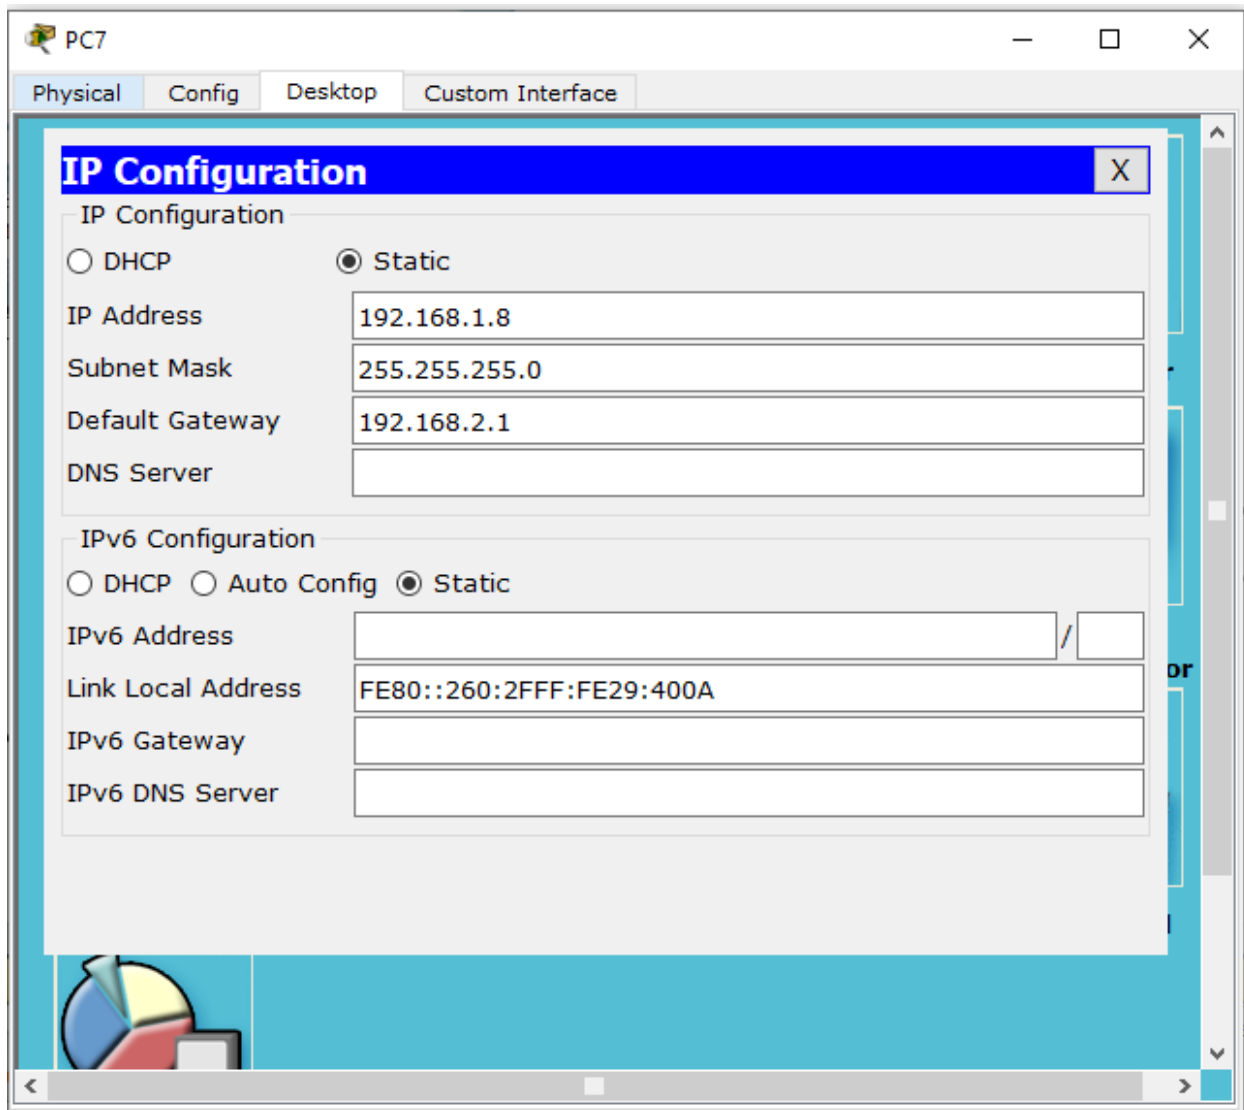 PC7
Physical Config Desktop Custom Interface
IP Configuration X
IP Configuration
DHCP Static
IP Address 192.168.1.8
Subnet Mask 255.255.255.0
Default Gateway 192.168.2.1
DNS Server
IPv6 Configuration
DHCP Auto Config Static
IPv6 Address /
Link Local Address FE80::260:2FFF:FE29:400A
IPv6 Gateway
IPv6 DNS Server